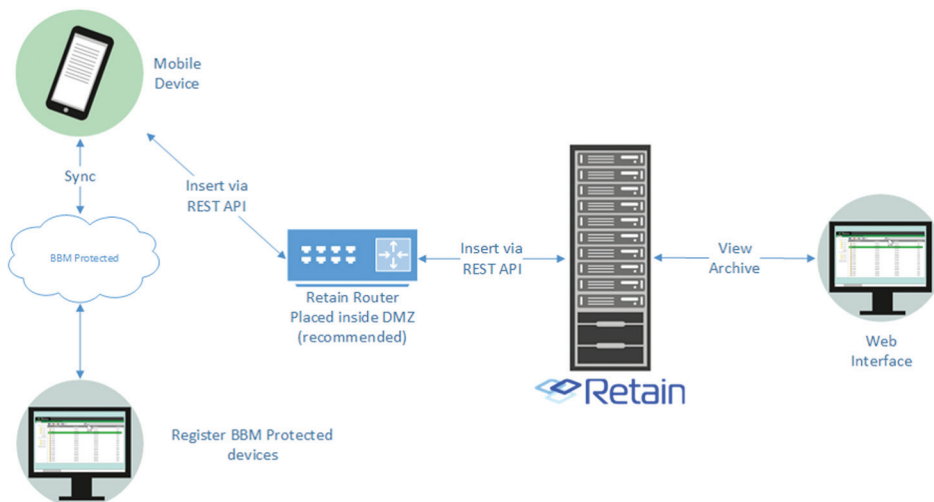 Mobile
Device
Sync
Insert via
REST API
BBM Protected
Insert via
REST API
View
Archive
Retain Router
Placed inside DMZ
(recommended)
Web
Interface
Retain
Register BBM Protected
devices